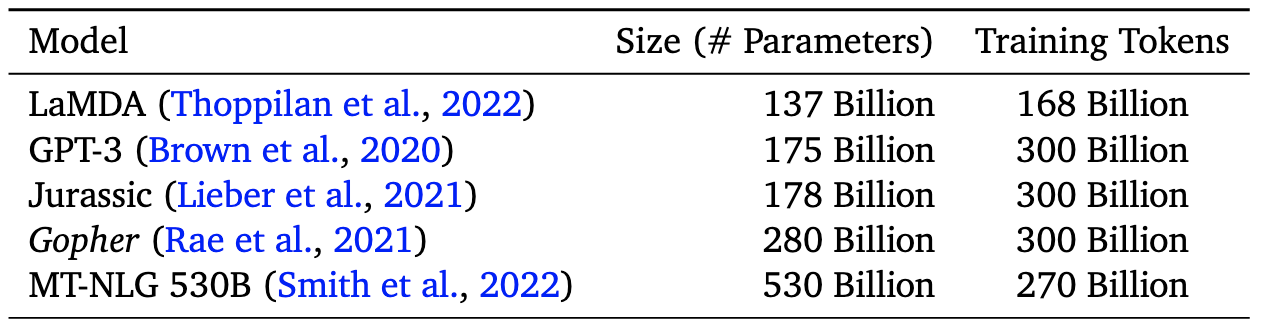 Model Size (# Parameters) Training Tokens
LaMDA (Thoppilan et al., 2022) 137 Billion 168 Billion
GPT-3 (Brown et al., 2020) 175 Billion 300 Billion
Jurassic (Lieber et al., 2021) 178 Billion 300 Billion
Gopher (Rae et al., 2021) 280 Billion 300 Billion
MT-NLG 530B (Smith et al., 2022) 530 Billion 270 Billion